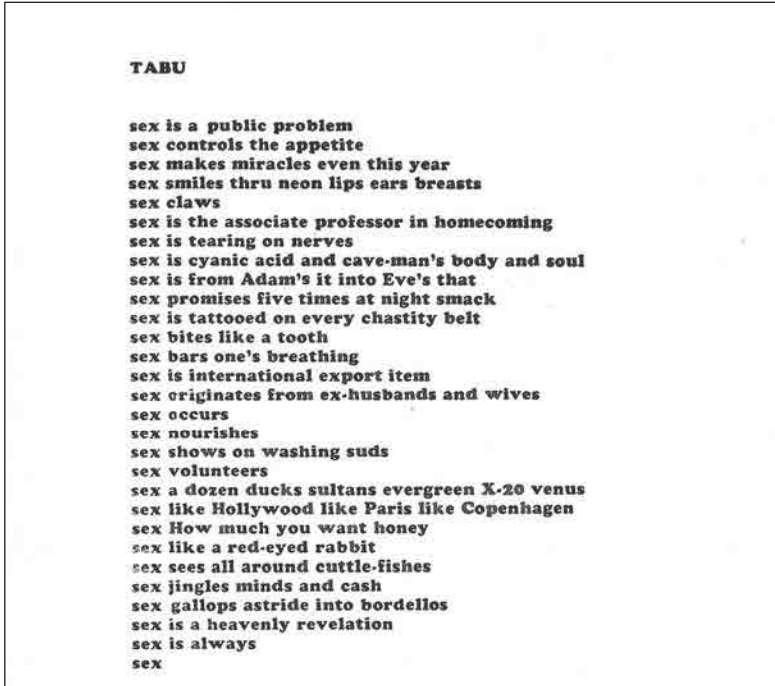 TABU
sex is a public problem
sex controls the appetite
sex makes miracles even this year
sex smiles thru neon lips ears breasts
sex claws
sex is the associate professor in homecoming
sex is tearing on nerves
sex is cyanic acid and cave-man's body and soul
sex is from Adam's it into Eve's that
sex promises five times at night smack
sex is tattooed on every chastity belt
sex bites like a tooth
sex bars one's breathing
sex is international export item
sex originates from ex-husbands and wives
sex occurs
sex nourishes
sex shows on washing suds
sex volunteers
sex a dozen ducks sultans evergreen X-20 venus
sex like Hollywood like Paris like Copenhagen
sex How much you want honey
sex like a red-eyed rabbit
sex sees all around cuttle-fishes
sex jingles minds and cash
sex gallops astride into bordellos
sex is a heavenly revelation
sex is always
sex